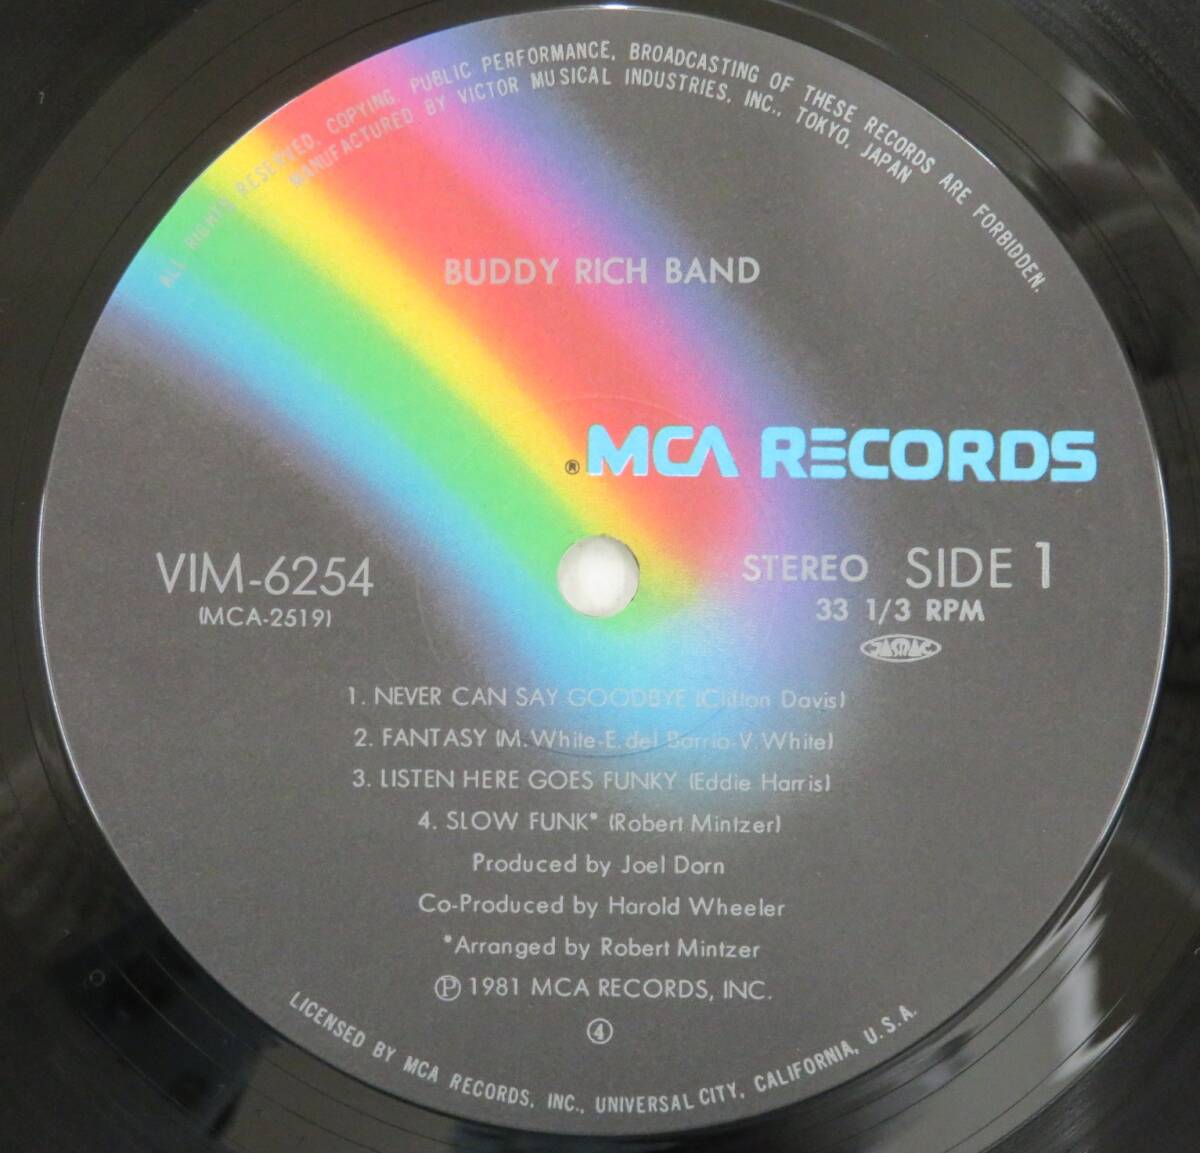 ALL RIGHTS RESERVED. COPYING. PUBLIC PERFORMANCE, BROADCASTING OF THESE RECORDS ARE FORBIDDEN.
MANUFACTURED BY VICTOR MUSICAL INDUSTRIES, INC., TOKYO, JAPAN
BUDDY RICH BAND
® MCA RECORDS
VIM-6254
(MCA-2519)
STEREO SIDE 1
33 1/3 RPM
JASRAC
1. NEVER CAN SAY GOODBYE (Clifton Davis)
2. FANTASY (M. White-E. del Barrio-V. White)
3. LISTEN HERE GOES FUNKY (Eddie Harris)
4. SLOW FUNK* (Robert Mintzer)
Produced by Joel Dorn
Co-Produced by Harold Wheeler
*Arranged by Robert Mintzer
Ⓟ 1981 MCA RECORDS, INC.
④
LICENSED BY MCA RECORDS, INC., UNIVERSAL CITY, CALIFORNIA, U.S.A.